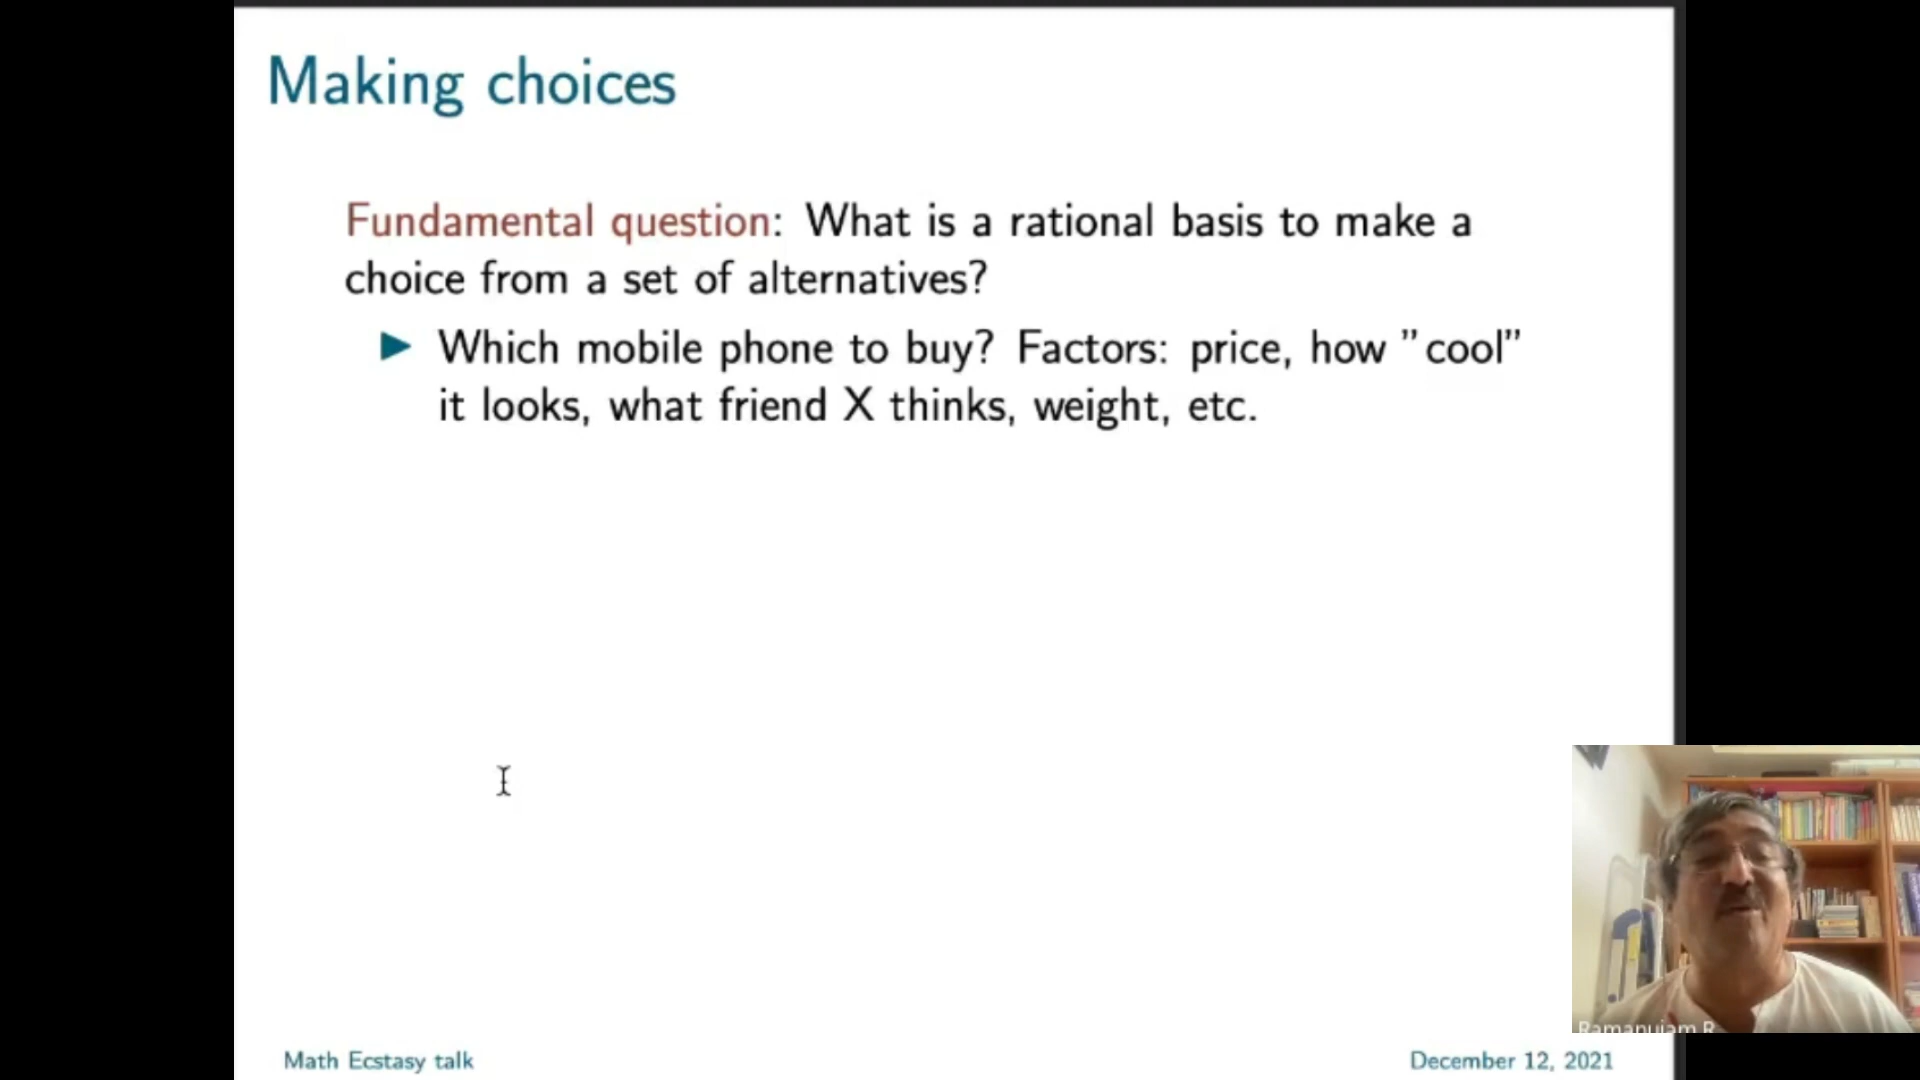 Making choices
Fundamental question: What is a rational basis to make a
choice from a set of alternatives?
Which mobile phone to buy? Factors: price, how ”cool”
it looks, what friend X thinks, weight, etc.
Ramanujam R
Math Ecstasy talk
December 12, 2021